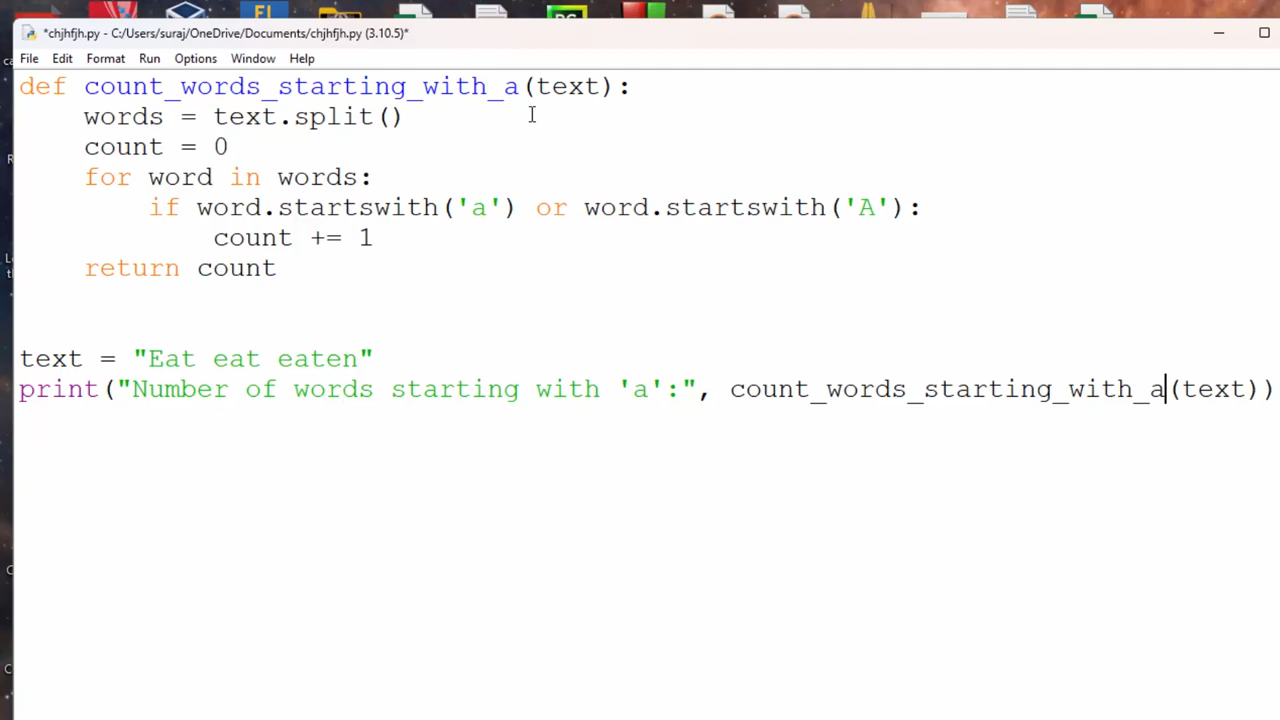 *chjhfjh.py - C:/Users/suraj/OneDrive/Documents/chjhfjh.py (3.10.5)*
File Edit Format Run Options Window Help
def count_words_starting_with_a(text):
    words = text.split()
    count = 0
    for word in words:
        if word.startswith('a') or word.startswith('A'):
            count += 1
    return count
text = "Eat eat eaten"
print("Number of words starting with 'a':", count_words_starting_with_a(text))